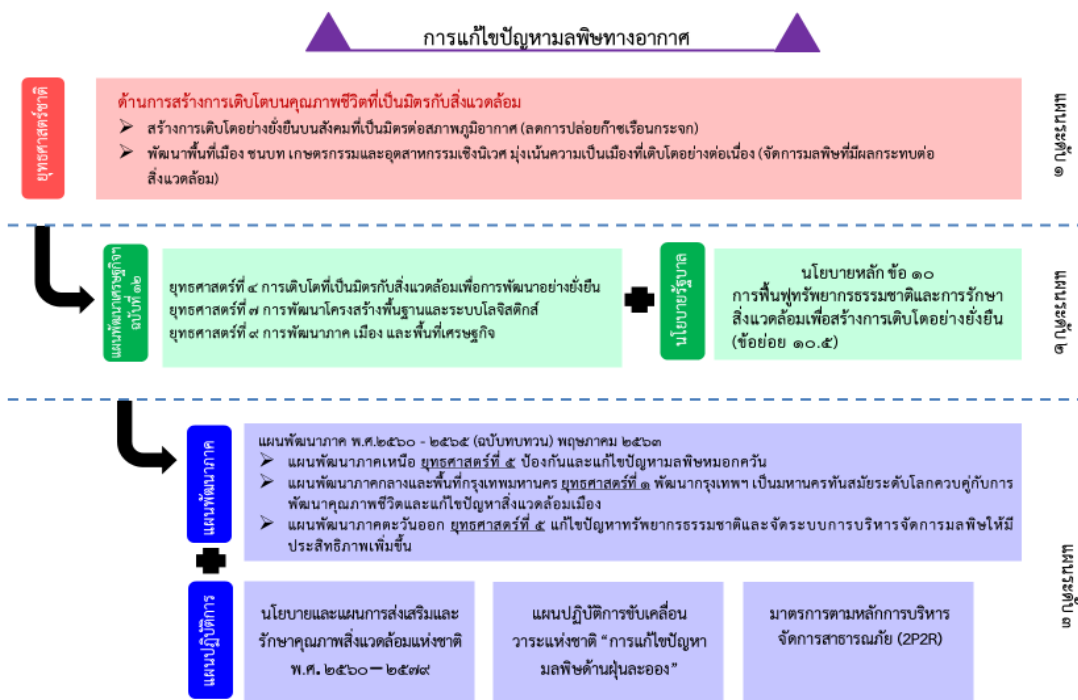 การแก้ไขปัญหามลพิษทางอากาศ
ยุทธศาสตร์ชาติ
ด้านการสร้างการเติบโตบนคุณภาพชีวิตที่เป็นมิตรกับสิ่งแวดล้อม
➢ สร้างการเติบโตอย่างยั่งยืนบนสังคมที่เป็นมิตรต่อสภาพภูมิอากาศ (ลดการปล่อยก๊าซเรือนกระจก)
➢ พัฒนาพื้นที่เมือง ชนบท เกษตรกรรมและอุตสาหกรรมเชิงนิเวศ มุ่งเน้นความเป็นเมืองที่เติบโตอย่างต่อเนื่อง (จัดการมลพิษที่มีผลกระทบต่อ
สิ่งแวดล้อม)
แผนระดับ ๑
แผนพัฒนาเศรษฐกิจฯ
ฉบับที่ ๑๒
ยุทธศาสตร์ที่ ๔ การเติบโตที่เป็นมิตรกับสิ่งแวดล้อมเพื่อการพัฒนาอย่างยั่งยืน
ยุทธศาสตร์ที่ ๗ การพัฒนาโครงสร้างพื้นฐานและระบบโลจิสติกส์
ยุทธศาสตร์ที่ ๙ การพัฒนาภาค เมือง และพื้นที่เศรษฐกิจ
นโยบายรัฐบาล
นโยบายหลัก ข้อ ๑๐
การฟื้นฟูทรัพยากรธรรมชาติและการรักษา
สิ่งแวดล้อมเพื่อสร้างการเติบโตอย่างยั่งยืน
(ข้อย่อย ๑๐.๕)
แผนระดับ ๒
แผนพัฒนาภาค
แผนพัฒนาภาค พ.ศ.๒๕๖๐ - ๒๕๖๕ (ฉบับทบทวน) พฤษภาคม ๒๕๖๓
➢ แผนพัฒนาภาคเหนือ ยุทธศาสตร์ที่ ๕ ป้องกันและแก้ไขปัญหามลพิษหมอกควัน
➢ แผนพัฒนาภาคกลางและพื้นที่กรุงเทพมหานคร ยุทธศาสตร์ที่ ๑ พัฒนากรุงเทพฯ เป็นมหานครทันสมัยระดับโลกควบคู่กับการ
พัฒนาคุณภาพชีวิตและแก้ไขปัญหาสิ่งแวดล้อมเมือง
➢ แผนพัฒนาภาคตะวันออก ยุทธศาสตร์ที่ ๕ แก้ไขปัญหาทรัพยากรธรรมชาติและจัดระบบการบริหารจัดการมลพิษให้มี
ประสิทธิภาพเพิ่มขึ้น
แผนปฏิบัติการ
นโยบายและแผนการส่งเสริมและ
รักษาคุณภาพสิ่งแวดล้อมแห่งชาติ
พ.ศ. ๒๕๖๐ – ๒๕๗๙
แผนปฏิบัติการขับเคลื่อน
วาระแห่งชาติ “การแก้ไขปัญหา
มลพิษด้านฝุ่นละออง”
มาตรการตามหลักการบริหาร
จัดการสาธารณภัย (2P2R)
แผนระดับ ๓